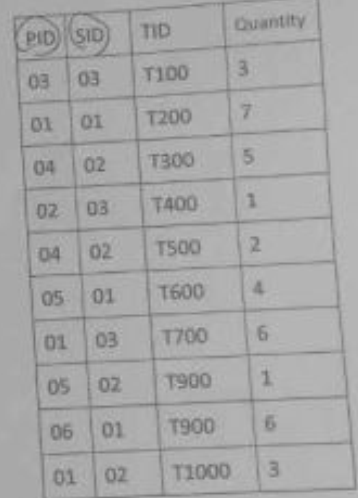 PID SID TID Quantity
03 03 T100 3
01 01 T200 7
04 02 T300 5
02 03 T400 1
04 02 T500 2
05 01 T600 4
01 03 T700 6
05 02 T900 1
06 01 T900 6
01 02 T1000 3